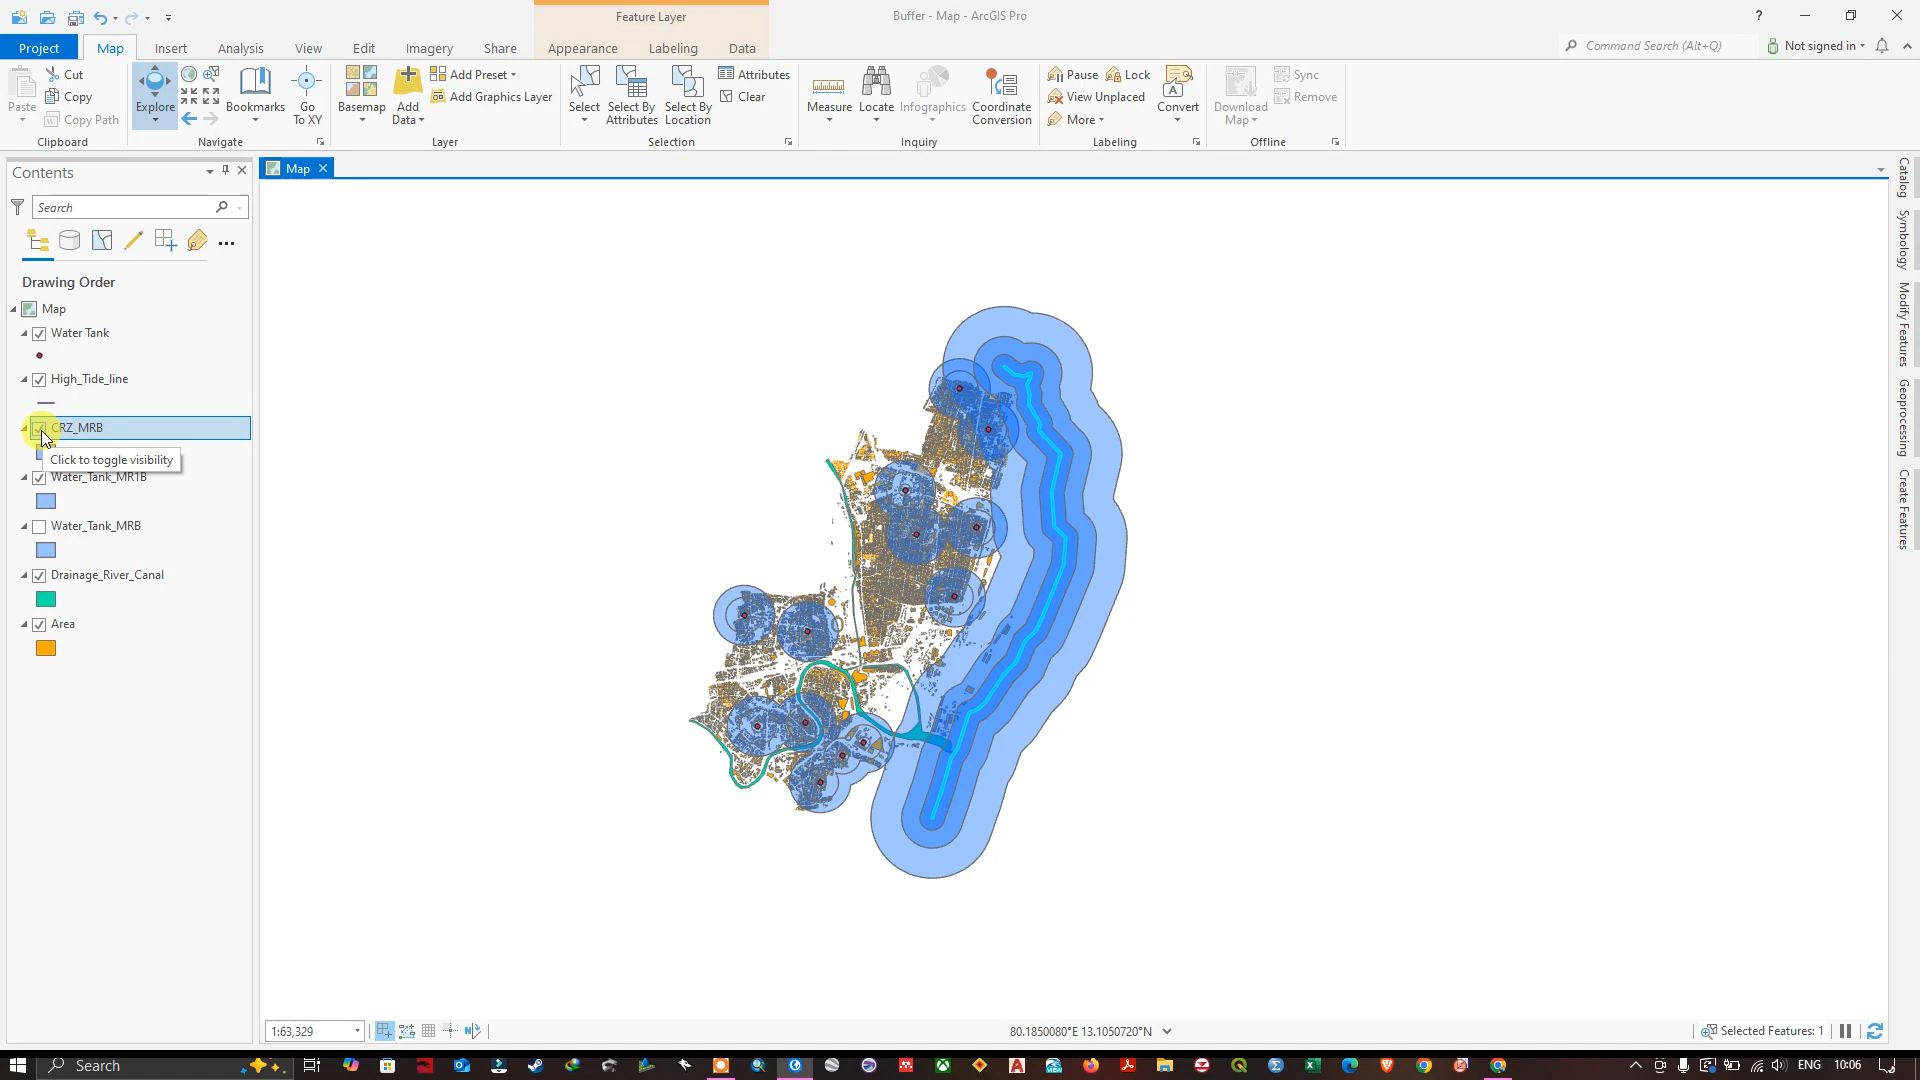 Feature Layer
Buffer - Map - ArcGIS Pro
?
Project
Map
Insert
Analysis
View
Edit
Imagery
Share
Appearance
Labeling
Data
Command Search (Alt+Q)
Not signed in
Paste
Cut
Copy
Copy Path
Clipboard
Explore
Bookmarks
Go To XY
Navigate
Basemap
Add Data
Add Preset
Add Graphics Layer
Layer
Select
Select By Attributes
Select By Location
Attributes
Clear
Selection
Measure
Locate
Infographics
Coordinate Conversion
Inquiry
Pause
Lock
View Unplaced
More
Convert
Labeling
Download Map
Sync
Remove
Offline
Contents
Search
Drawing Order
Map
Water Tank
High_Tide_line
CRZ_MRB
Click to toggle visibility
Water_Tank_MR1B
Water_Tank_MRB
Drainage_River_Canal
Area
Map
Catalog
Symbology
Modify Features
Geoprocessing
Create Features
1:63,329
80.1850080°E 13.1050720°N
Selected Features: 1
Search
ENG
10:06